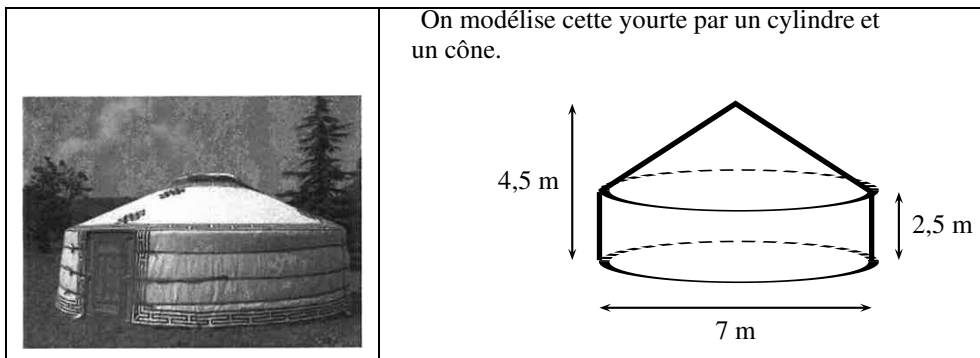 On modélise cette yourte par un cylindre et
un cône.
4,5 m
2,5 m
7 m